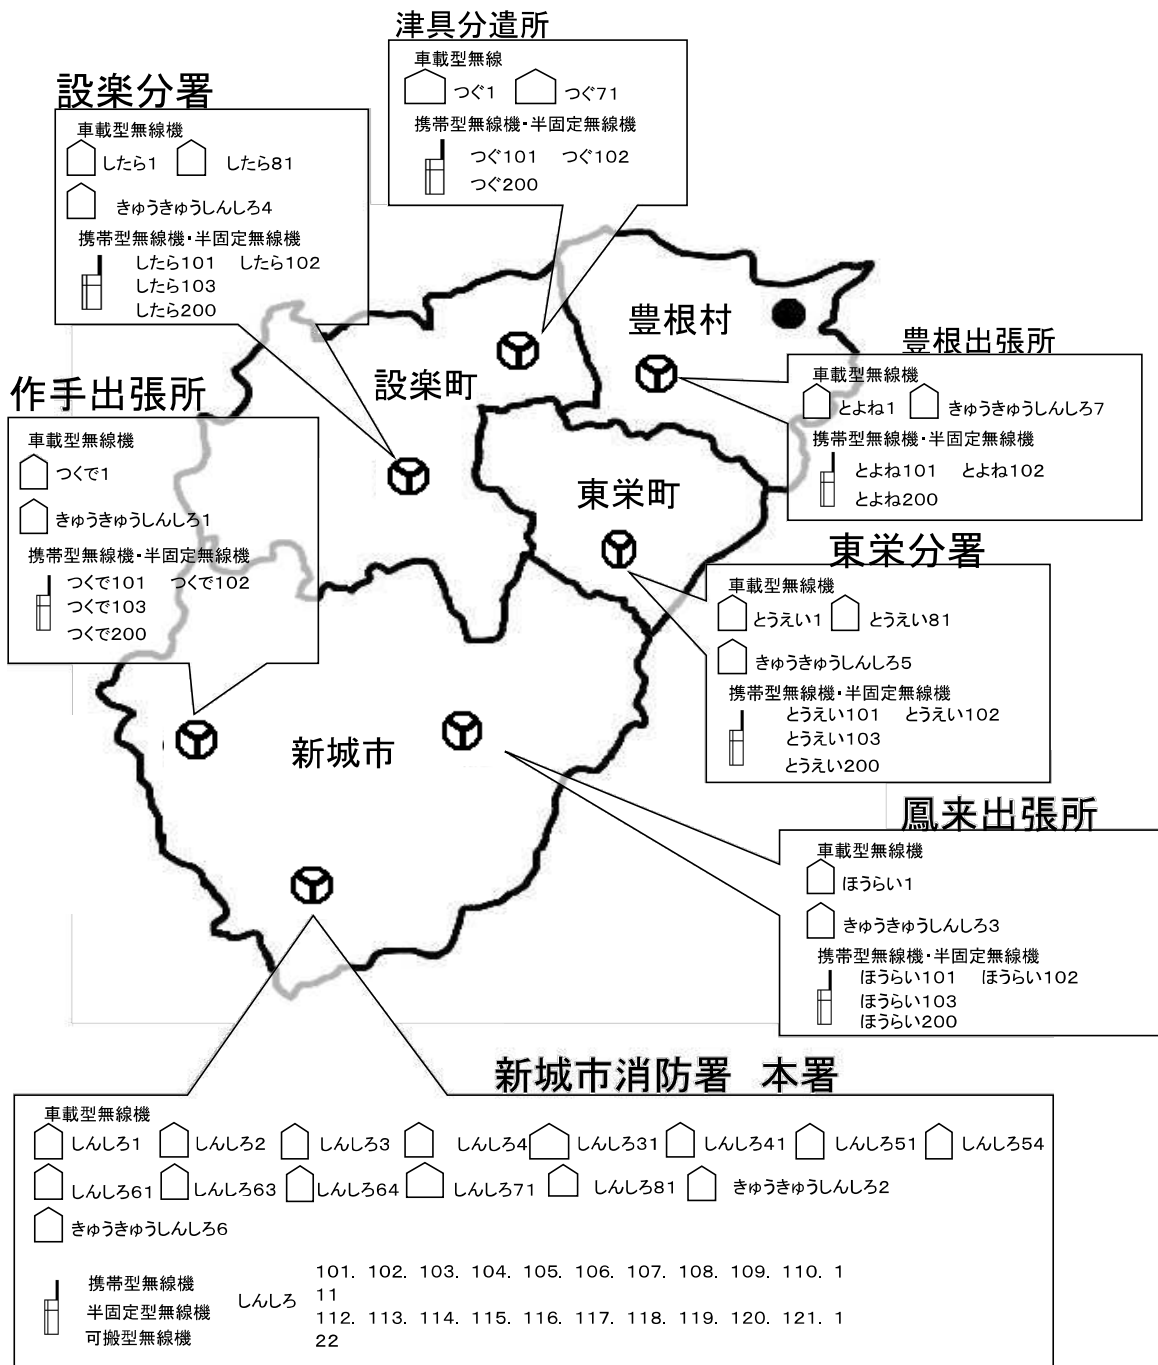 津具分遣所
車載型無線
つぐ1 つぐ71
携帯型無線機・半固定無線機
つぐ101 つぐ102
つぐ200
設楽分署
車載型無線機
したら1 したら81
きゅうきゅうしんしろ4
携帯型無線機・半固定無線機
したら101 したら102
したら103
したら200
豊根村
設楽町
東栄町
新城市
豊根出張所
車載型無線機
とよね1 きゅうきゅうしんしろ7
携帯型無線機・半固定無線機
とよね101 とよね102
とよね200
作手出張所
車載型無線機
つくで1
きゅうきゅうしんしろ1
携帯型無線機・半固定無線機
つくで101 つくで102
つくで103
つくで200
東栄分署
車載型無線機
とうえい1 とうえい81
きゅうきゅうしんしろ5
携帯型無線機・半固定無線機
とうえい101 とうえい102
とうえい103
とうえい200
鳳来出張所
車載型無線機
ほうらい1
きゅうきゅうしんしろ3
携帯型無線機・半固定無線機
ほうらい101 ほうらい102
ほうらい103
ほうらい200
新城市消防署 本署
車載型無線機
しんしろ1 しんしろ2 しんしろ3 しんしろ4 しんしろ31 しんしろ41 しんしろ51 しんしろ54
しんしろ61 しんしろ63 しんしろ64 しんしろ71 しんしろ81 きゅうきゅうしんしろ2
きゅうきゅうしんしろ6
携帯型無線機
半固定型無線機
可搬型無線機
しんしろ
101. 102. 103. 104. 105. 106. 107. 108. 109. 110. 1
11
112. 113. 114. 115. 116. 117. 118. 119. 120. 121. 1
22